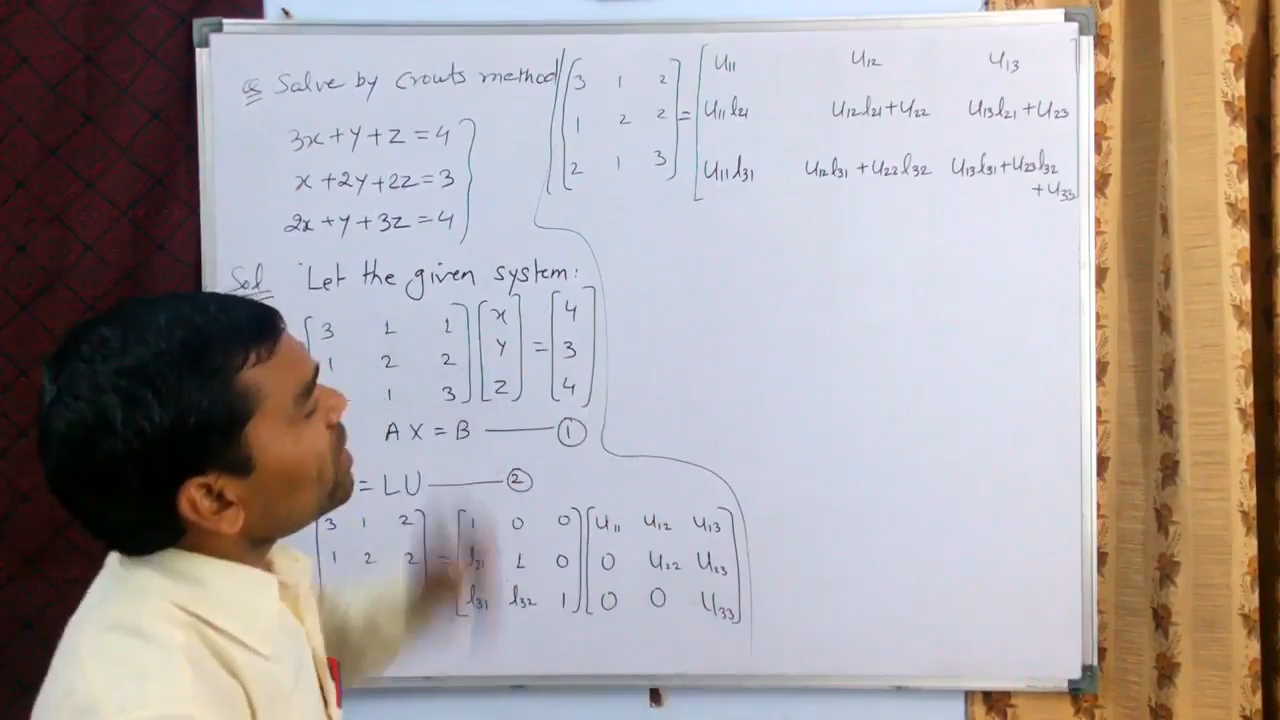 Q Solve by Crouts method
3x+y+z=4
x+2y+2z=3
2x+y+3z=4
Sol Let the given system:
[3 1 1] [x] [4]
[1 2 2] [y] = [3]
[1 3] [z] [4]
AX=B ——— ①
= LU ——— ②
[3 1 2] [1 0 0] [u11 u12 u13]
[1 2 2] = [l21 1 0] [0 u22 u23]
[l31 l32 1] [0 0 u33]
[3 1 2] [u11 u12 u13]
[1 2 2] = [u11l21 u12l21+u22 u13l21+u23]
[2 1 3] [u11l31 u12l31+u22l32 u13l31+u23l32
+u33]